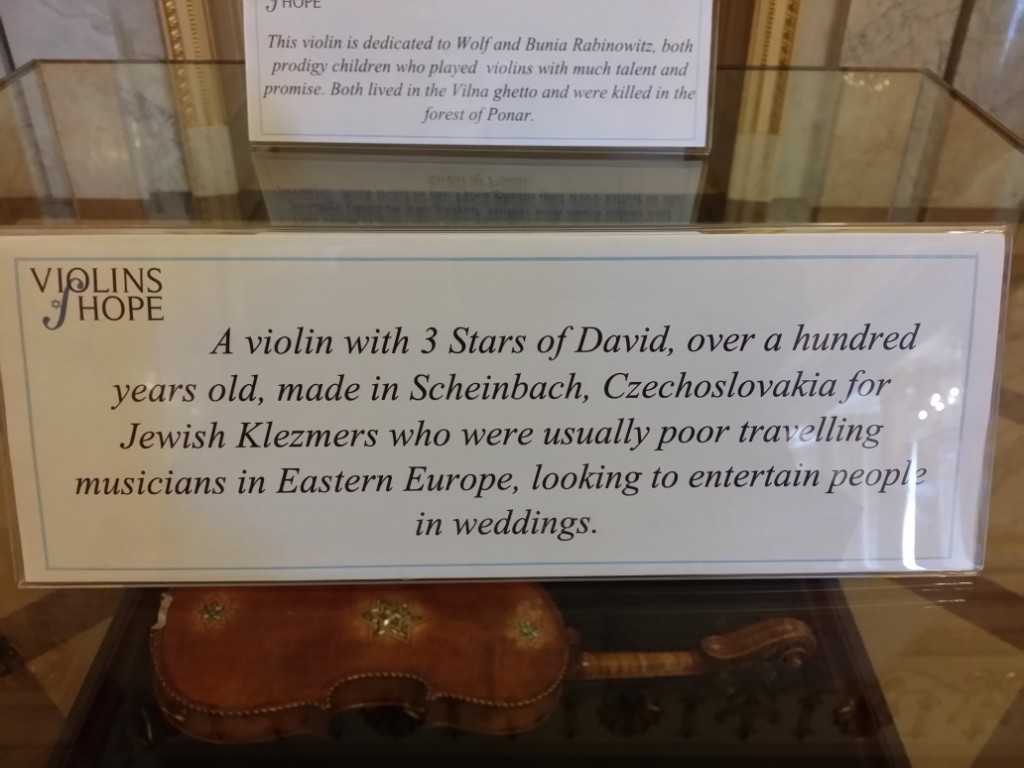 HOPE
This violin is dedicated to Wolf and Bunia Rabinowitz, both
prodigy children who played violins with much talent and
promise. Both lived in the Vilna ghetto and were killed in the
forest of Ponar.
VIOLINS
of HOPE
A violin with 3 Stars of David, over a hundred
years old, made in Scheinbach, Czechoslovakia for
Jewish Klezmers who were usually poor travelling
musicians in Eastern Europe, looking to entertain people
in weddings.